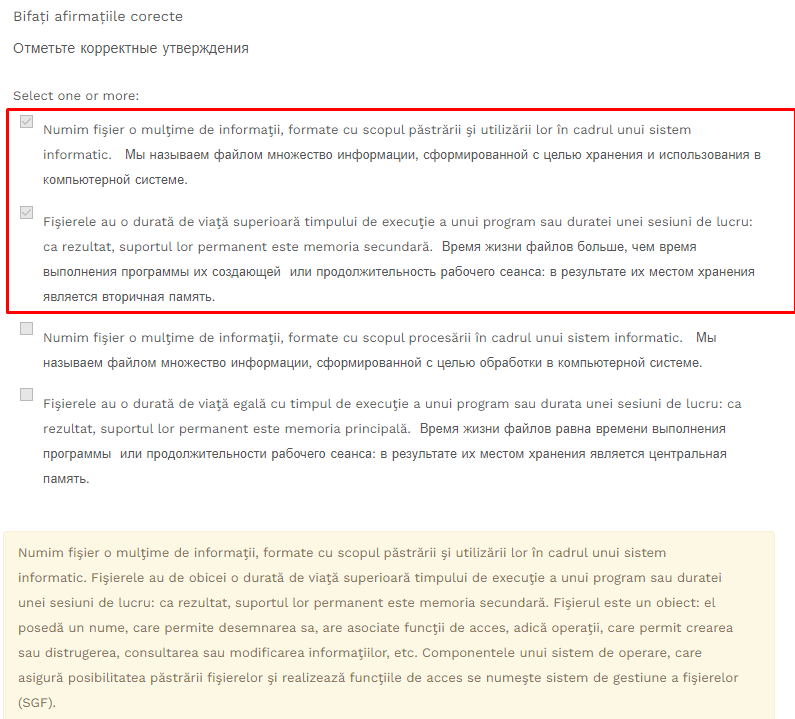 Bifați afirmațiile corecte
Отметьте корректные утверждения
Select one or more:
Numim fişier o mulţime de informaţii, formate cu scopul păstrării şi utilizării lor în cadrul unui sistem
informatic.   Мы называем файлом множество информации, сформированной с целью хранения и использования в
компьютерной системе.
Fişierele au o durată de viaţă superioară timpului de execuţie a unui program sau duratei unei sesiuni de lucru:
ca rezultat, suportul lor permanent este memoria secundară.  Время жизни файлов больше, чем время
выполнения программы их создающей  или продолжительность рабочего сеанса: в результате их местом хранения
является вторичная память.
Numim fişier o mulţime de informaţii, formate cu scopul procesării în cadrul unui sistem informatic.   Мы
называем файлом множество информации, сформированной с целью обработки в компьютерной системе.
Fişierele au o durată de viaţă egală cu timpul de execuţie a unui program sau durata unei sesiuni de lucru: ca
rezultat, suportul lor permanent este memoria principală.  Время жизни файлов равна времени выполнения
программы  или продолжительности рабочего сеанса: в результате их местом хранения является центральная
память.
Numim fişier o mulţime de informaţii, formate cu scopul păstrării şi utilizării lor în cadrul unui sistem
informatic. Fişierele au de obicei o durată de viaţă superioară timpului de execuţie a unui program sau duratei
unei sesiuni de lucru: ca rezultat, suportul lor permanent este memoria secundară. Fişierul este un obiect: el
posedă un nume, care permite desemnarea sa, are asociate funcţii de acces, adică operaţii, care permit crearea
sau distrugerea, consultarea sau modificarea informaţiilor, etc. Componentele unui sistem de operare, care
asigură posibilitatea păstrării fişierelor şi realizează funcţiile de acces se numeşte sistem de gestiune a fişierelor
(SGF).